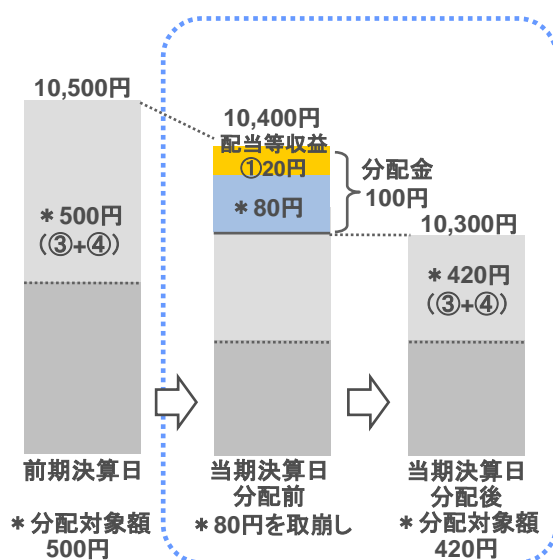 10,500円
＊500円
（③+④）
前期決算日
＊分配対象額
500円
10,400円
配当等収益
①20円
＊80円
分配金
100円
当期決算日
分配前
＊80円を取崩し
10,300円
＊420円
（③+④）
当期決算日
分配後
＊分配対象額
420円